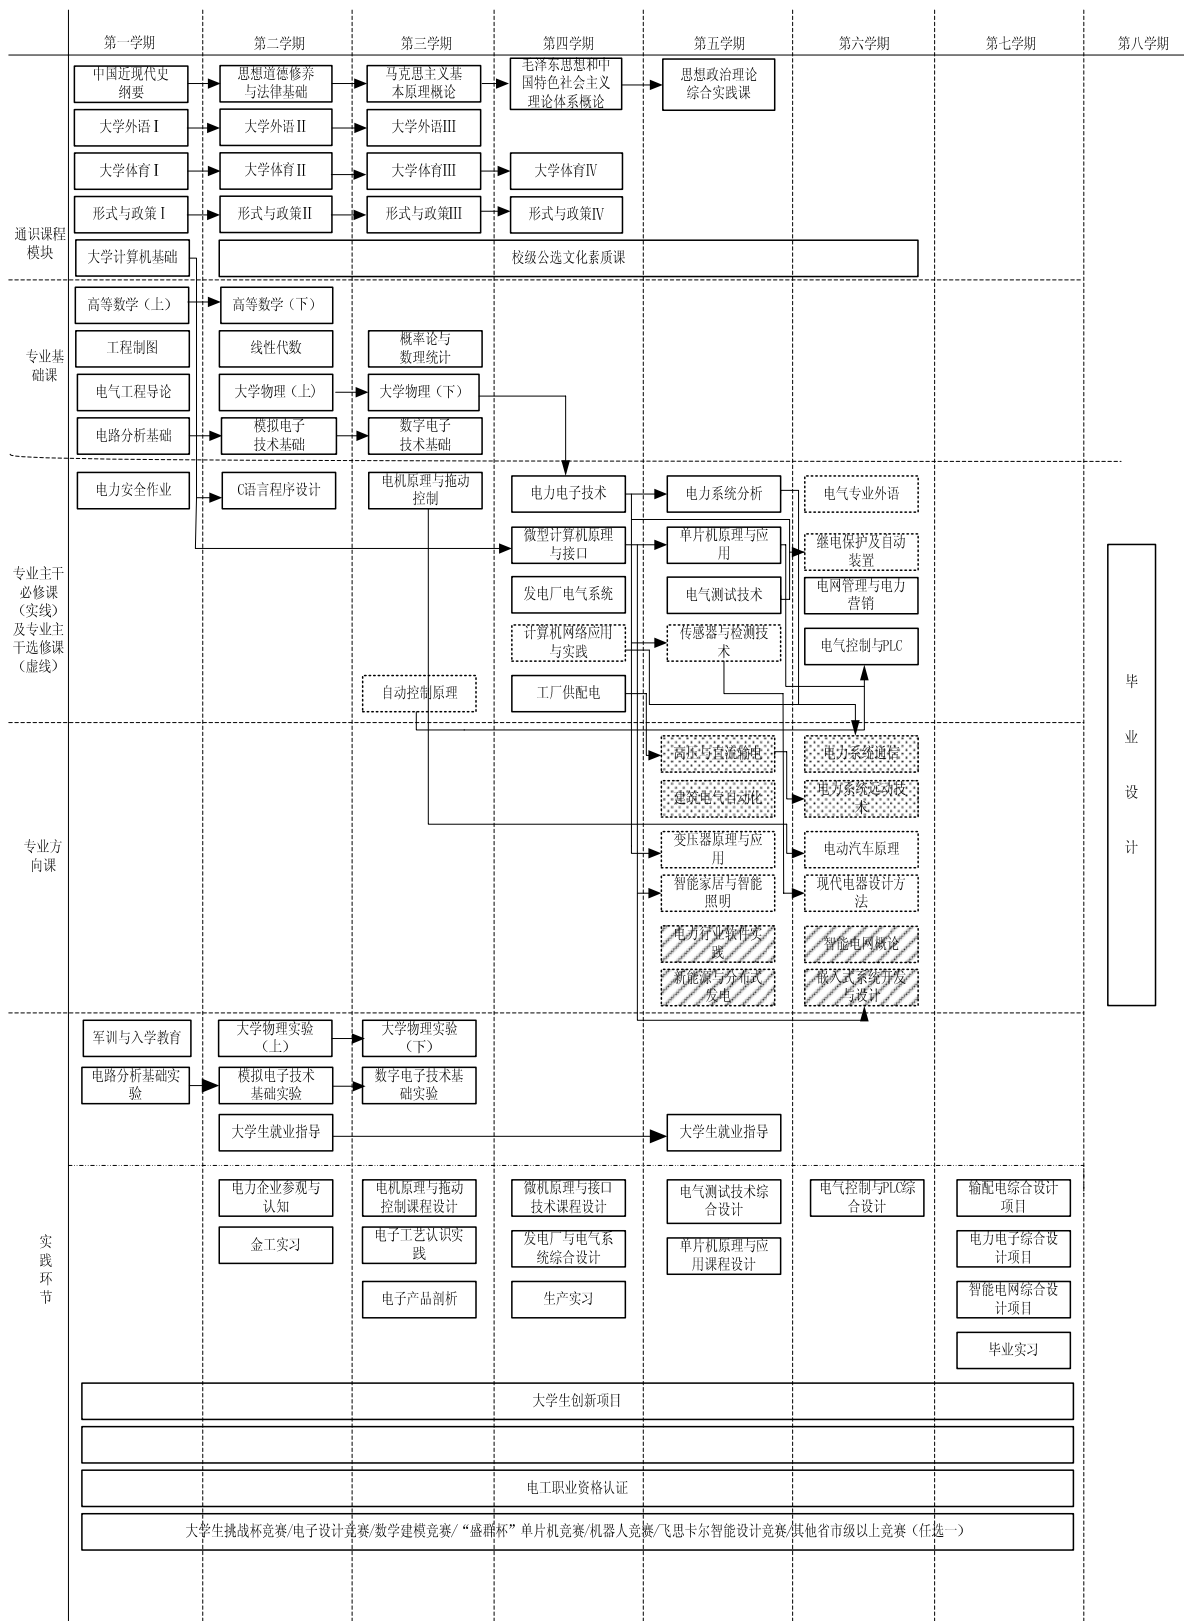 第一学期
第二学期
第三学期
第四学期
第五学期
第六学期
第七学期
第八学期
通识课程
模块
中国近现代史
纲要
思想道德修养
与法律基础
马克思主义基
本原理概论
毛泽东思想和中
国特色社会主义
理论体系概论
思想政治理论
综合实践课
大学外语Ⅰ
大学外语Ⅱ
大学外语Ⅲ
大学体育Ⅰ
大学体育Ⅱ
大学体育Ⅲ
大学体育Ⅳ
形式与政策Ⅰ
形式与政策Ⅱ
形式与政策Ⅲ
形式与政策Ⅳ
大学计算机基础
校级公选文化素质课
专业基
础课
高等数学（上）
高等数学（下）
工程制图
线性代数
概率论与
数理统计
电气工程导论
大学物理（上）
大学物理（下）
电路分析基础
模拟电子
技术基础
数字电子
技术基础
专业主干
必修课
（实线）
及专业主
干选修课
（虚线）
电力安全作业
C语言程序设计
电机原理与拖动
控制
电力电子技术
电力系统分析
电气专业外语
微型计算机原理
与接口
单片机原理与应
用
继电保护及自动
装置
发电厂电气系统
电气测试技术
电网管理与电力
营销
计算机网络应用
与实践
传感器与检测技
术
电气控制与PLC
自动控制原理
工厂供配电
专业方
向课
高压与直流输电
电力系统通信
建筑电气自动化
电力系统远动技
术
变压器原理与应
用
电动汽车原理
智能家居与智能
照明
现代电器设计方
法
电力行业软件实
践
智能电网概论
新能源与分布式
发电
嵌入式系统开发
与设计
毕
业
设
计
实
践
环
节
军训与入学教育
大学物理实验
（上）
大学物理实验
（下）
电路分析基础实
验
模拟电子技术
基础实验
数字电子技术基
础实验
大学生就业指导
大学生就业指导
电力企业参观与
认知
电机原理与拖动
控制课程设计
微机原理与接口
技术课程设计
电气测试技术综
合设计
电气控制与PLC综
合设计
输配电综合设计
项目
金工实习
电子工艺认识实
践
发电厂与电气系
统综合设计
单片机原理与应
用课程设计
电力电子综合设
计项目
电子产品剖析
生产实习
智能电网综合设
计项目
毕业实习
大学生创新项目
电工职业资格认证
大学生挑战杯竞赛/电子设计竞赛/数学建模竞赛/“盛群杯”单片机竞赛/机器人竞赛/飞思卡尔智能设计竞赛/其他省市级以上竞赛（任选一）